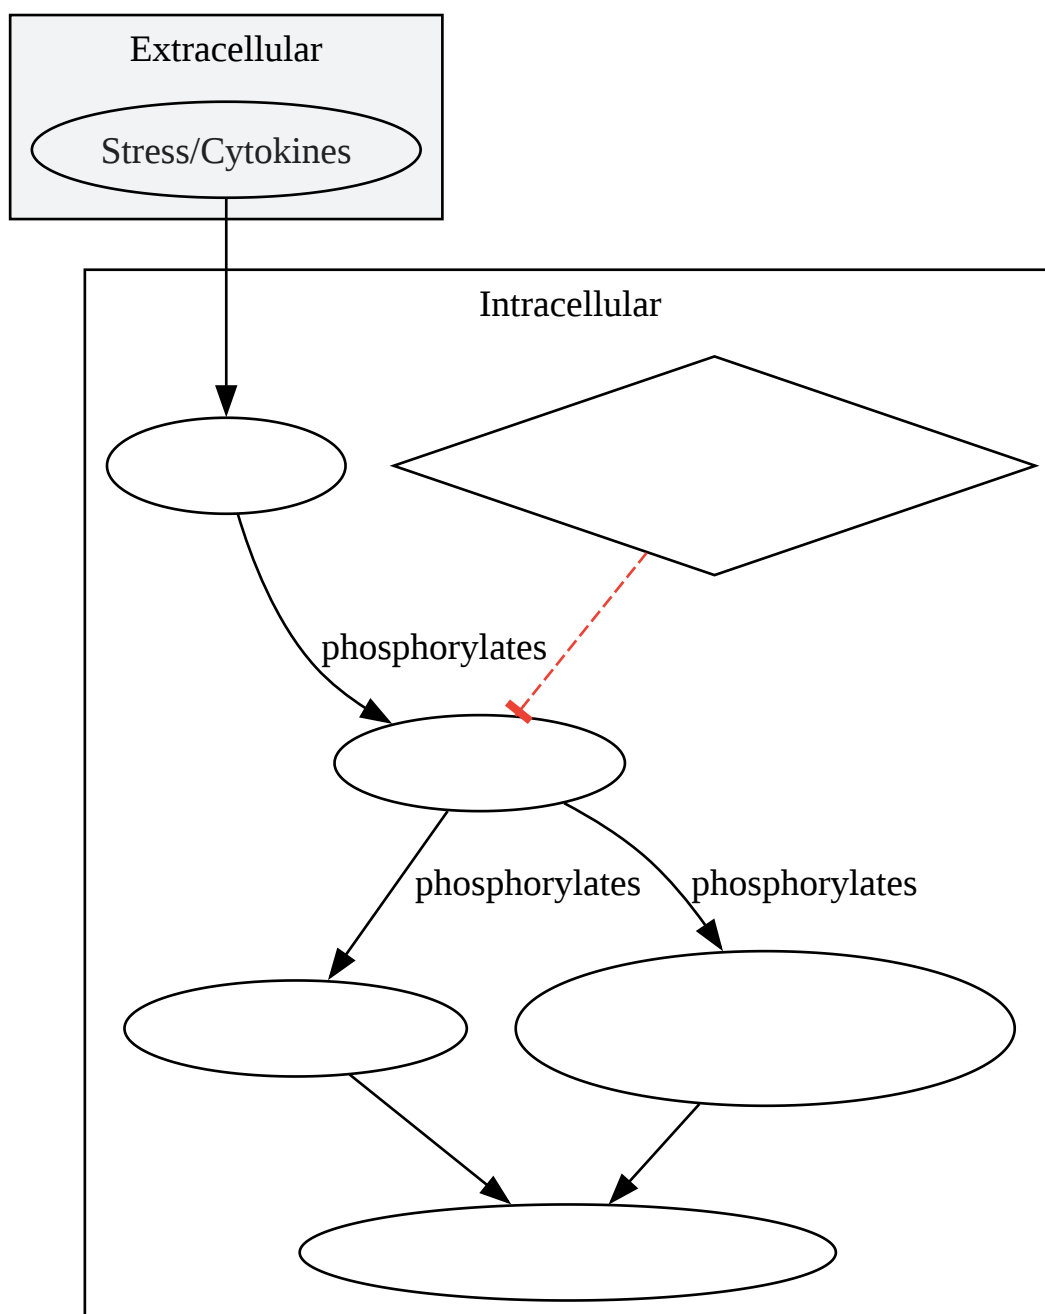 Extracellular
Stress/Cytokines
Intracellular
phosphorylates
phosphorylates
phosphorylates